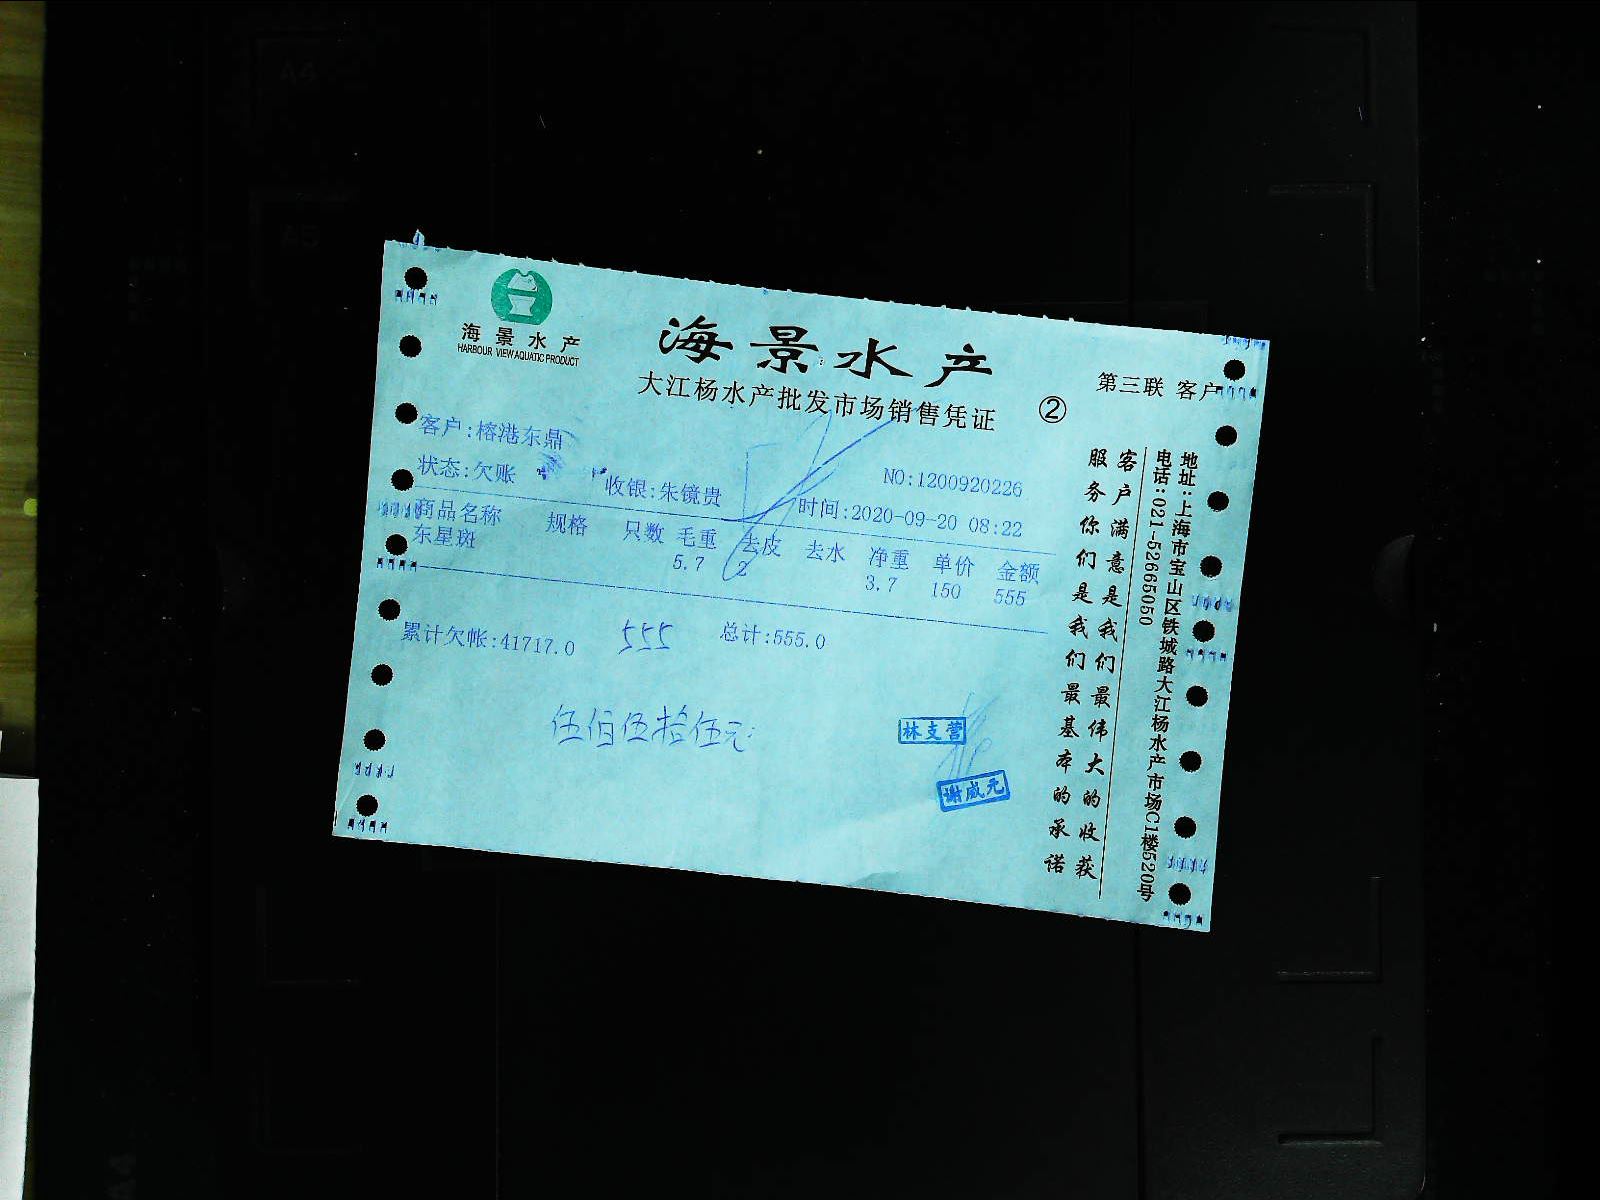 海景水产
HARBOUR VIEW AQUATIC PRODUCT
海景水产
大江杨水产批发市场销售凭证
②
第三联 客户
客户:榕港东鼎
NO:1200920226
状态:欠账
收银:朱镜贵
时间:2020-09-20 08:22
商品名称 规格 只数 毛重 去皮 去水 净重 单价 金额
东星斑 5.7 2 3.7 150 555
累计欠帐:41717.0
555
总计:555.0
伍佰伍拾伍元
林支营
谢威元
客户满意是我们最伟大的收获
服务你们是我们最基本的承诺
地址:上海市宝山区铁城路大江杨水产市场C1楼520号
电话:021-52665050
A4
A5